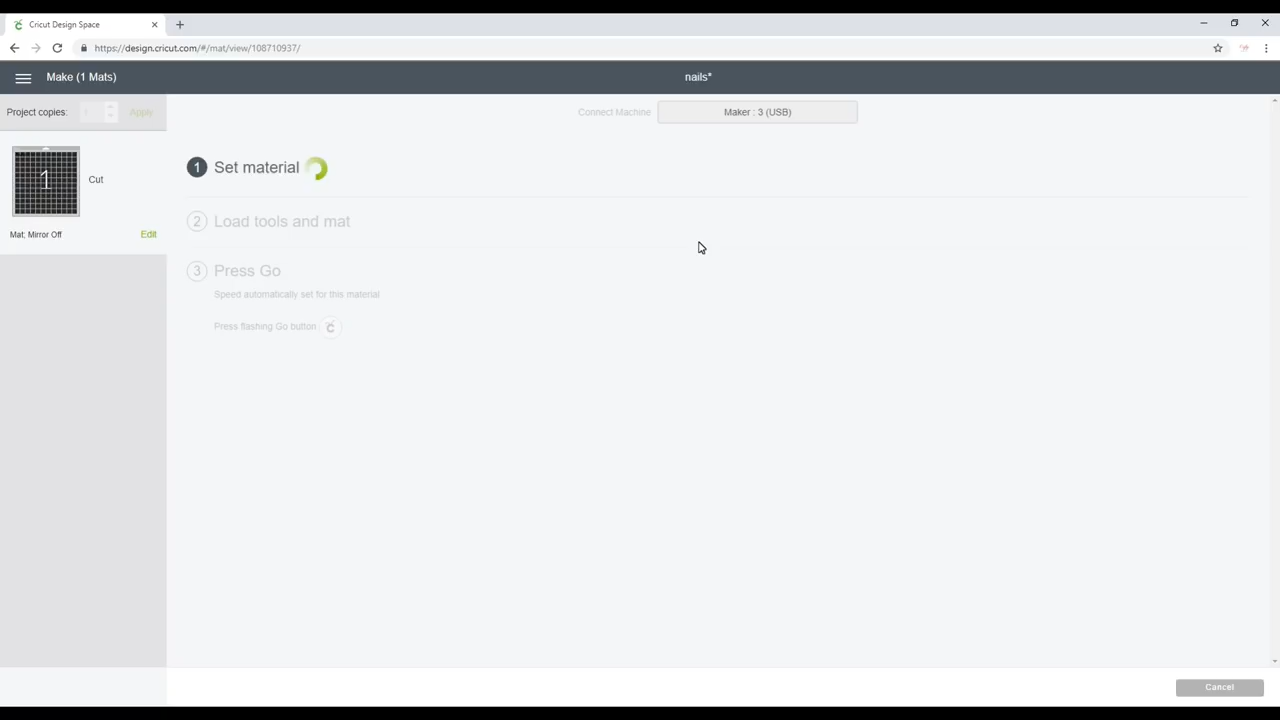 Cricut Design Space
https://design.cricut.com/#/mat/view/108710937/
Make (1 Mats)
nails*
Project copies: 1 Apply
Connect Machine Maker : 3 (USB)
1
Cut
Mat; Mirror Off Edit
1 Set material
2 Load tools and mat
3 Press Go
Speed automatically set for this material
Press flashing Go button
Cancel